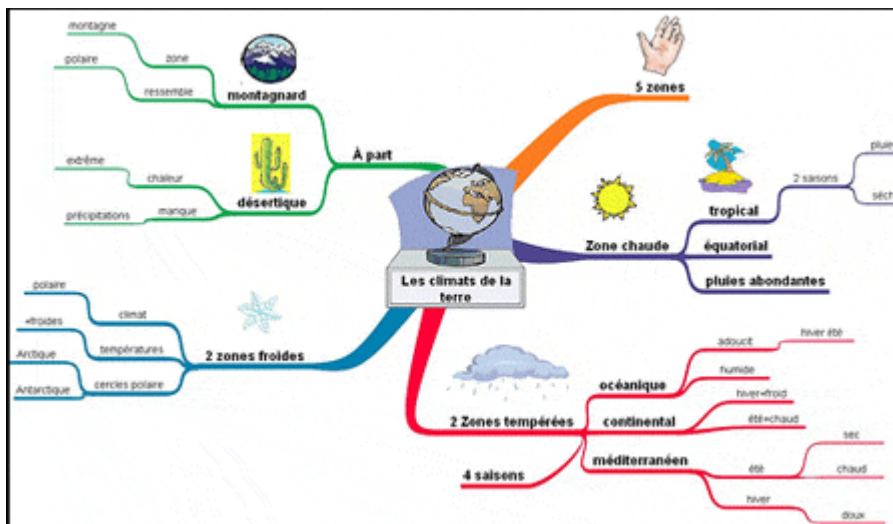 Les climats de la
terre
5 zones
Zone chaude
tropical
2 saisons
pluie
séch
équatorial
pluies abondantes
2 Zones tempérées
océanique
adoucit
hiver été
humide
continental
hiver+froid
été+chaud
méditerranéen
été
sec
chaud
hiver
doux
4 saisons
2 zones froides
climat
polaire
températures
+froides
cercles polaire
Arctique
Antarctique
À part
montagnard
zone
montagne
ressemble
polaire
désertique
chaleur
extrême
manque
précipitations